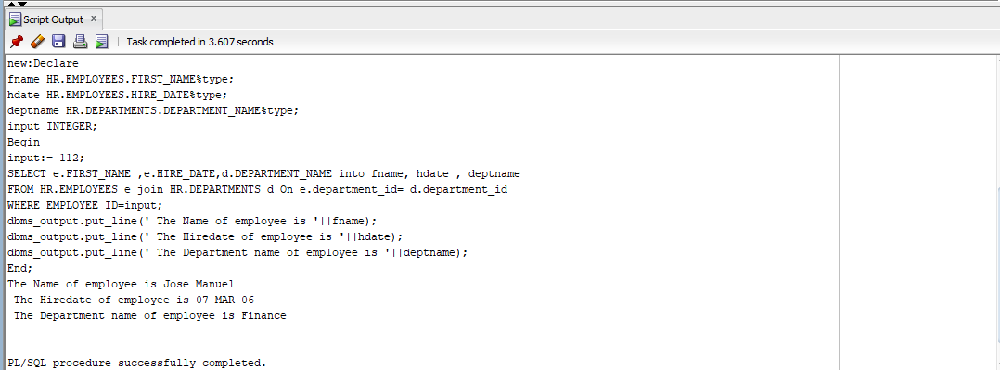 Script Output x
Task completed in 3.607 seconds
new:Declare
fname HR.EMPLOYEES.FIRST_NAME%type;
hdate HR.EMPLOYEES.HIRE_DATE%type;
deptname HR.DEPARTMENTS.DEPARTMENT_NAME%type;
input INTEGER;
Begin
input:= 112;
SELECT e.FIRST_NAME ,e.HIRE_DATE,d.DEPARTMENT_NAME into fname, hdate , deptname
FROM HR.EMPLOYEES e join HR.DEPARTMENTS d On e.department_id= d.department_id
WHERE EMPLOYEE_ID=input;
dbms_output.put_line(' The Name of employee is '||fname);
dbms_output.put_line(' The Hiredate of employee is '||hdate);
dbms_output.put_line(' The Department name of employee is '||deptname);
End;
The Name of employee is Jose Manuel
 The Hiredate of employee is 07-MAR-06
 The Department name of employee is Finance
PL/SQL procedure successfully completed.